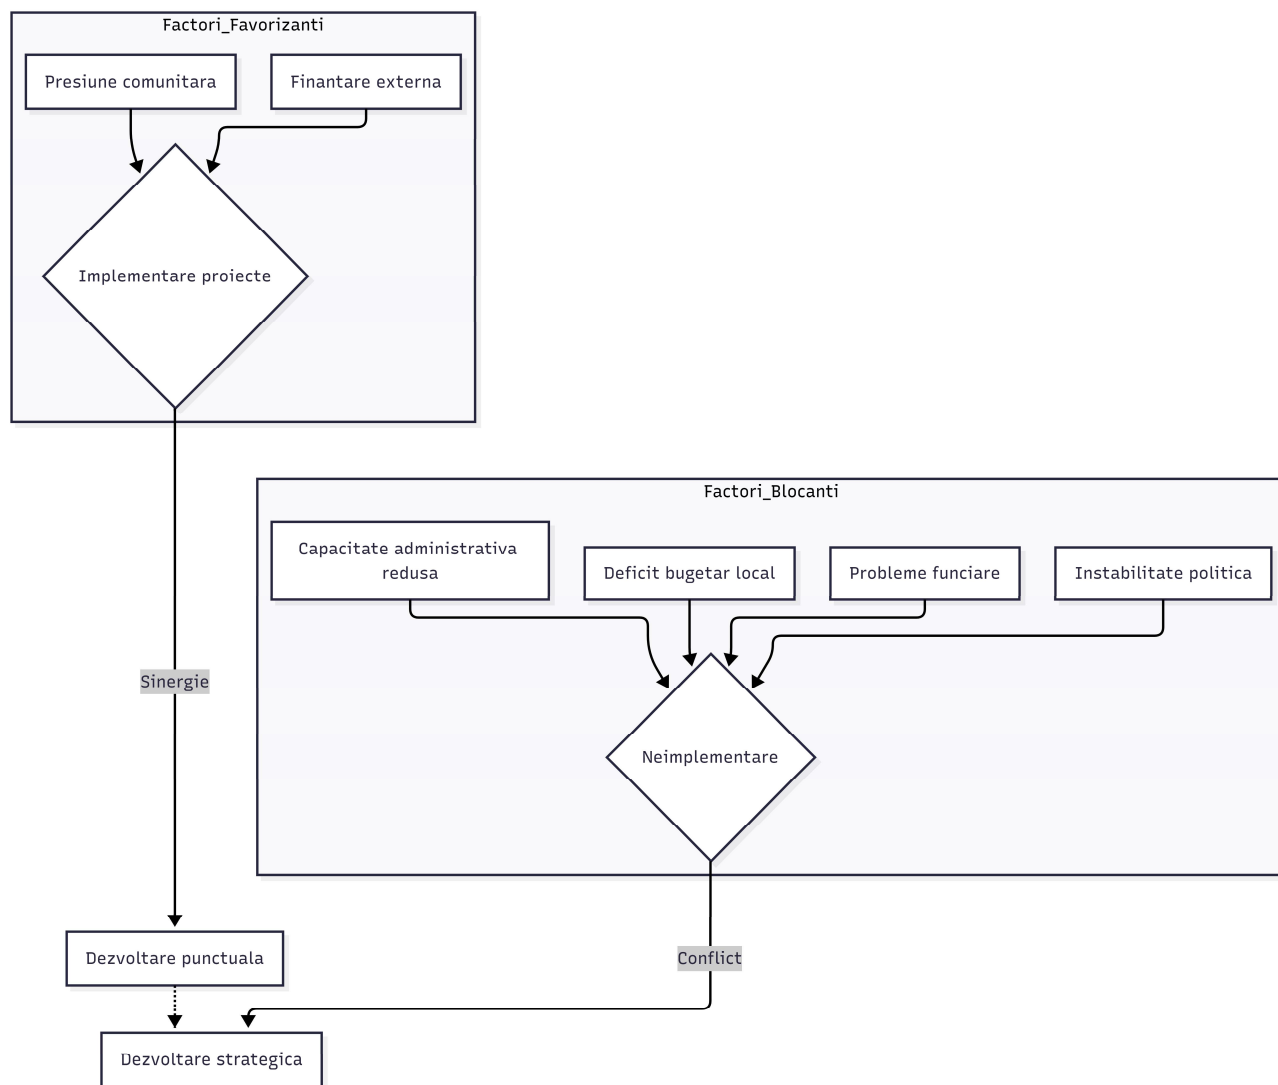 Factori_Favorizanti
Presiune comunitara
Finantare externa
Implementare proiecte
Factori_Blocanti
Capacitate administrativa
redusa
Deficit bugetar local
Probleme funciare
Instabilitate politica
Sinergie
Neimplementare
Dezvoltare punctuala
Conflict
Dezvoltare strategica